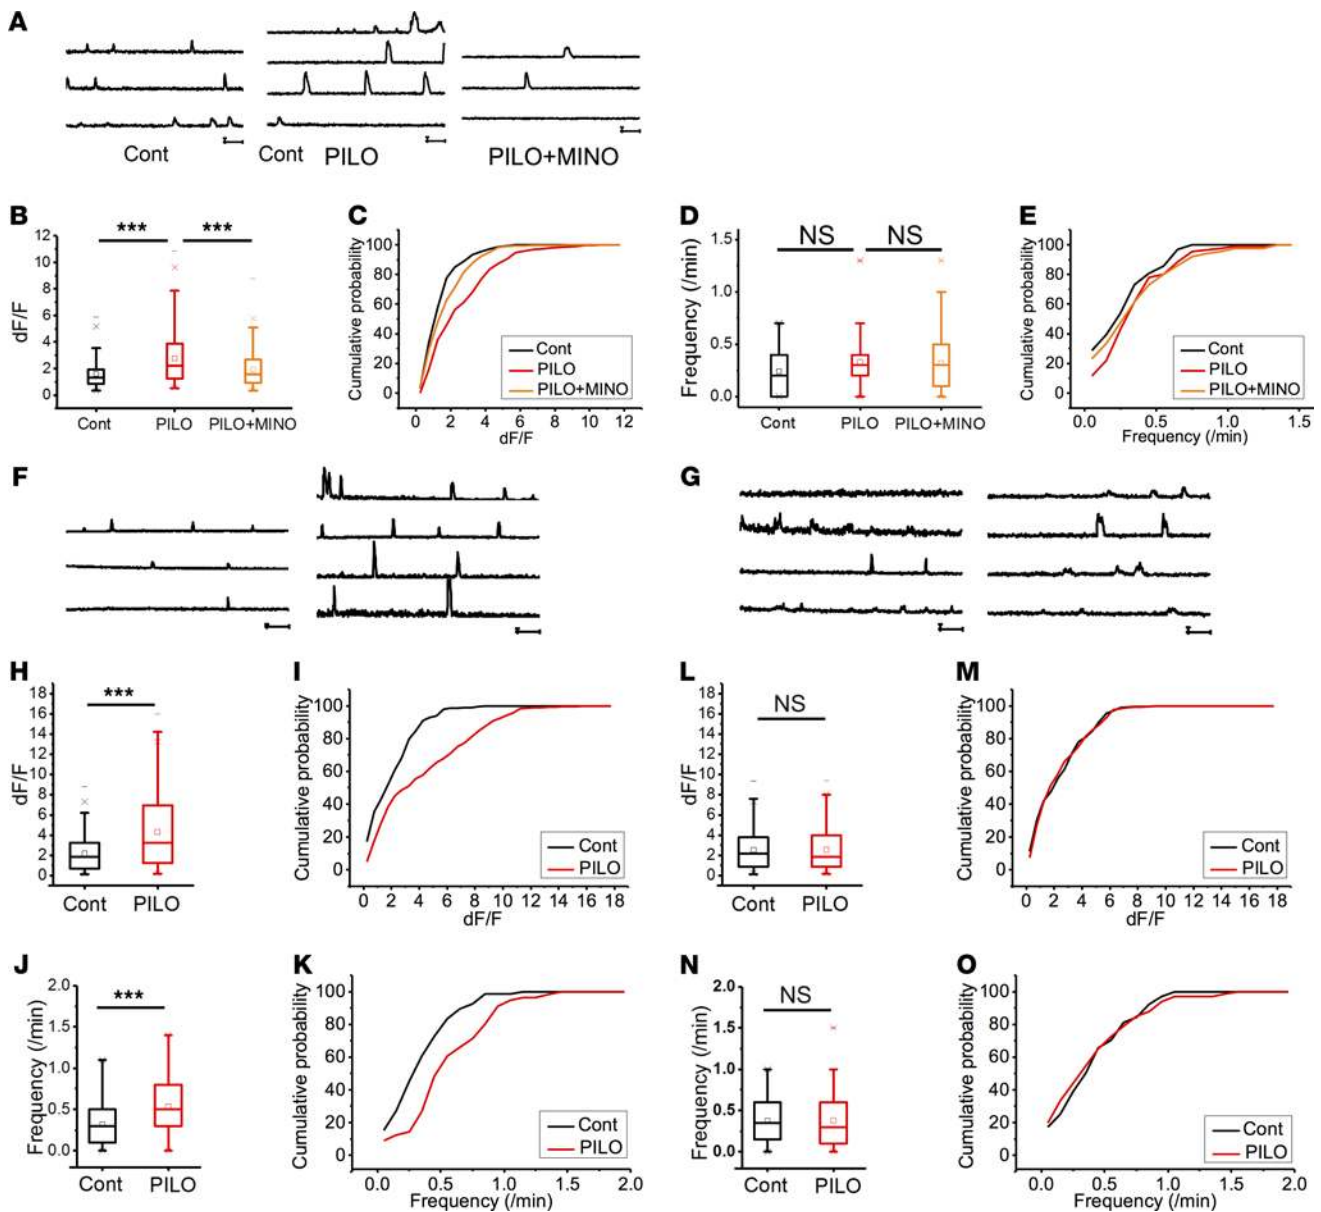 A
Cont
Cont PILO
PILO+MINO
B
***
***
12
10
8
6
4
2
0
dF/F
Cont
PILO
PILO+MINO
C
Cumulative probability
100
80
60
40
20
0
Cont
PILO
PILO+MINO
0 2 4 6 8 10 12
dF/F
D
NS
NS
Frequency (/min)
1.5
1.0
0.5
0.0
Cont
PILO
PILO+MINO
E
Cumulative probability
100
80
60
40
20
0
Cont
PILO
PILO+MINO
0.0 0.5 1.0 1.5
Frequency (/min)
F
G
H
***
dF/F
18
16
14
12
10
8
6
4
2
0
Cont
PILO
I
Cumulative probability
100
80
60
40
20
0
Cont
PILO
0 2 4 6 8 10 12 14 16 18
dF/F
L
NS
dF/F
18
16
14
12
10
8
6
4
2
0
Cont
PILO
M
Cumulative probability
100
80
60
40
20
0
Cont
PILO
0 2 4 6 8 10 12 14 16 18
dF/F
J
***
Frequency (/min)
2.0
1.5
1.0
0.5
0.0
Cont
PILO
K
Cumulative probability
100
80
60
40
20
0
Cont
PILO
0.0 0.5 1.0 1.5 2.0
Frequency (/min)
N
NS
Frequency (/min)
2.0
1.5
1.0
0.5
0.0
Cont
PILO
O
Cumulative probability
100
80
60
40
20
0
Cont
PILO
0.0 0.5 1.0 1.5 2.0
Frequency (/min)